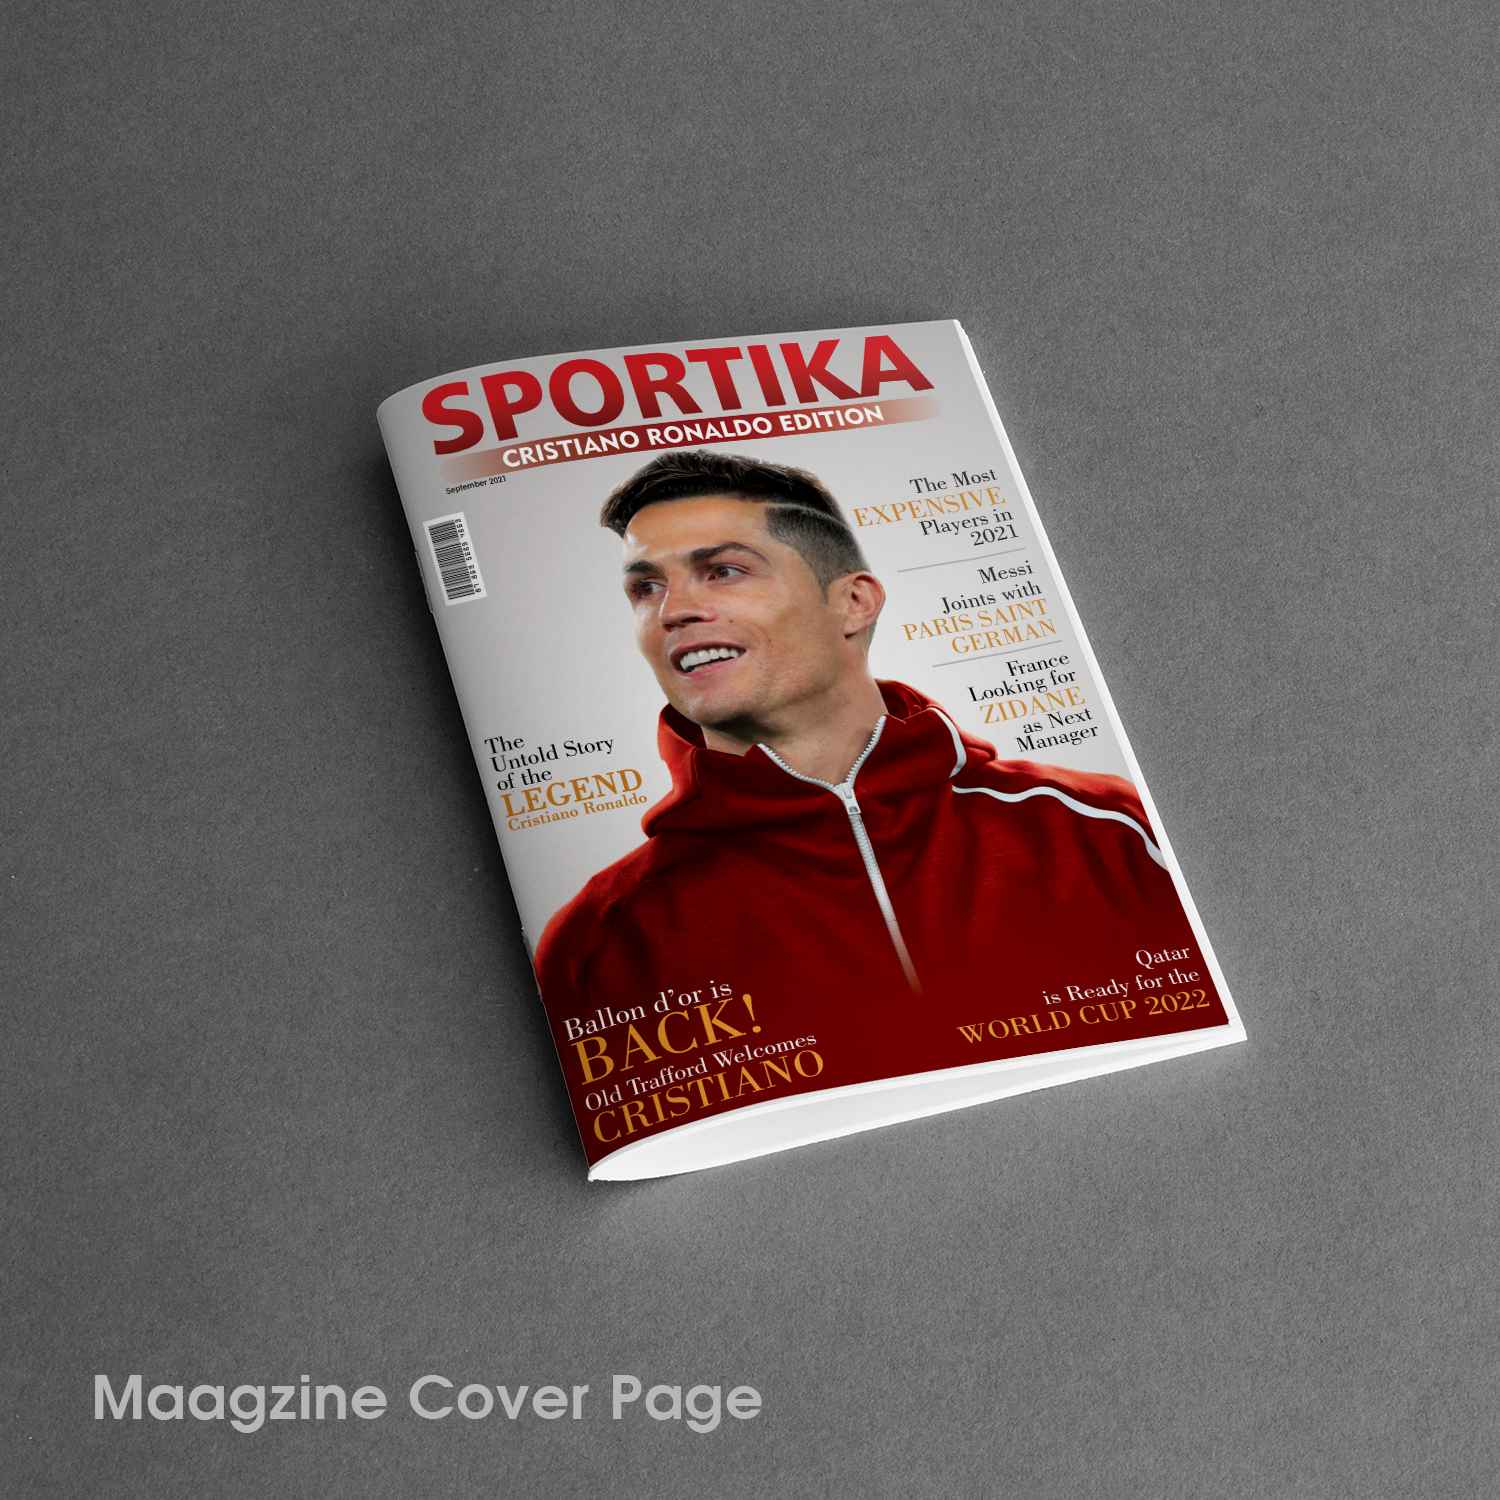 SPORTIKA
CRISTIANO RONALDO EDITION
September 2021
The Most
EXPENSIVE
Players in
2021
Messi
Joints with
PARIS SAINT
GERMAN
France
Looking for
ZIDANE
as Next
Manager
The
Untold Story
of the
LEGEND
Cristiano Ronaldo
Ballon d'or is
BACK!
Old Trafford Welcomes
CRISTIANO
Qatar
is Ready for the
WORLD CUP 2022
Maagzine Cover Page